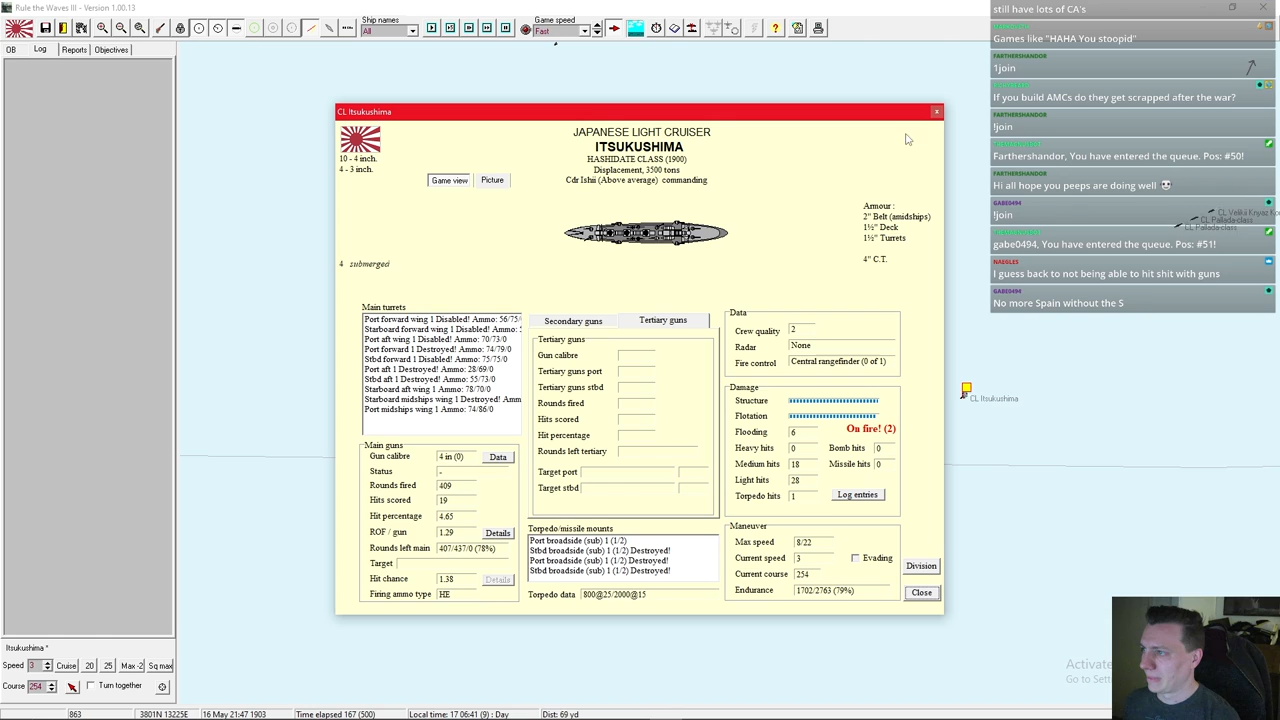 Rule the Waves III - Version 1.00.13
Ship names
All
Game speed
Fast
OB
Log
Reports
Objectives
CL Itsukushima
10 - 4 inch.
4 - 3 inch.
JAPANESE LIGHT CRUISER
ITSUKUSHIMA
HASHIDATE CLASS (1900)
Displacement, 3500 tons
Cdr Ishii (Above average) commanding
Game view
Picture
Armour :
2" Belt (amidships)
1½" Deck
1½" Turrets
4" C.T.
4 submerged
Main turrets
Port forward wing 1 Disabled! Ammo: 56/75/
Starboard forward wing 1 Disabled! Ammo:
Port aft wing 1 Disabled! Ammo: 70/73/0
Port forward 1 Destroyed! Ammo: 74/79/0
Stbd forward 1 Disabled! Ammo: 75/75/0
Port aft 1 Destroyed! Ammo: 28/69/0
Stbd aft 1 Destroyed! Ammo: 55/73/0
Starboard aft wing 1 Ammo: 78/70/0
Starboard midships wing 1 Destroyed! Amm
Port midships wing 1 Ammo: 74/86/0
Main guns
Gun calibre 4 in (0) Data
Status -
Rounds fired 409
Hits scored 19
Hit percentage 4.65
ROF / gun 1.29 Details
Rounds left main 407/437/0 (78%)
Target
Hit chance 1.38 Details
Firing ammo type HE
Secondary guns
Tertiary guns
Tertiary guns
Gun calibre
Tertiary guns port
Tertiary guns stbd
Rounds fired
Hits scored
Hit percentage
Rounds left tertiary
Target port
Target stbd
Torpedo/missile mounts
Port broadside (sub) 1 (1/2)
Stbd broadside (sub) 1 (1/2) Destroyed!
Port broadside (sub) 1 (1/2) Destroyed!
Stbd broadside (sub) 1 (1/2) Destroyed!
Torpedo data 800@25/2000@15
Data
Crew quality 2
Radar None
Fire control Central rangefinder (0 of 1)
Damage
Structure
Flotation
Flooding 6 On fire! (2)
Heavy hits 0 Bomb hits 0
Medium hits 18 Missile hits 0
Light hits 28
Torpedo hits 1 Log entries
Maneuver
Max speed 8/22
Current speed 3 Evading
Current course 254
Endurance 1702/2763 (79%)
Division
Close
CL Itsukushima
still have lots of CA's
Games like "HAHA You stoopid"
FARTHERSHANDOR
1join
If you build AMCs do they get scrapped after the war?
FARTHERSHANDOR
!join
Farthershandor, You have entered the queue. Pos: #50!
FARTHERSHANDOR
Hi all hope you peeps are doing well
GABE0494
!join
CL Pallada-class
CL Pallada-class
gabe0494, You have entered the queue. Pos: #51!
NAEGLES
I guess back to not being able to hit shit with guns
GABE0494
No more Spain without the S
Itsukushima *
Speed 3 Cruise 20 25 Max -2 Sq max
Course 254 Turn together
863
3801N 13225E
16 May 21:47 1903
Time elapsed 167 (500)
Local time: 17 06:41 (9) : Day
Dist: 69 yd
Activate
Go to Setti